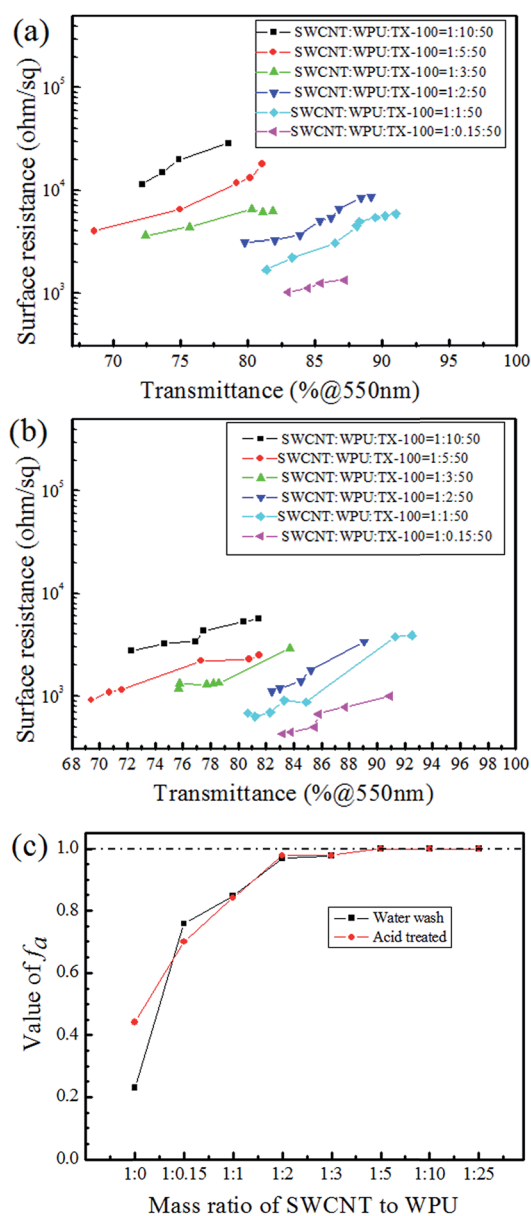 (a)
SWCNT:WPU:TX-100=1:10:50
SWCNT:WPU:TX-100=1:5:50
SWCNT:WPU:TX-100=1:3:50
SWCNT:WPU:TX-100=1:2:50
SWCNT:WPU:TX-100=1:1:50
SWCNT:WPU:TX-100=1:0.15:50
Surface resistance (ohm/sq)
10^5
10^4
10^3
70 75 80 85 90 95 100
Transmittance (%@550nm)
(b)
SWCNT:WPU:TX-100=1:10:50
SWCNT:WPU:TX-100=1:5:50
SWCNT:WPU:TX-100=1:3:50
SWCNT:WPU:TX-100=1:2:50
SWCNT:WPU:TX-100=1:1:50
SWCNT:WPU:TX-100=1:0.15:50
Surface resistance (ohm/sq)
10^5
10^4
10^3
68 70 72 74 76 78 80 82 84 86 88 90 92 94 96 98 100
Transmittance (%@550nm)
(c)
Value of fa
1.0
0.8
0.6
0.4
0.2
0.0
Water wash
Acid treated
1:0 1:0.15 1:1 1:2 1:3 1:5 1:10 1:25
Mass ratio of SWCNT to WPU